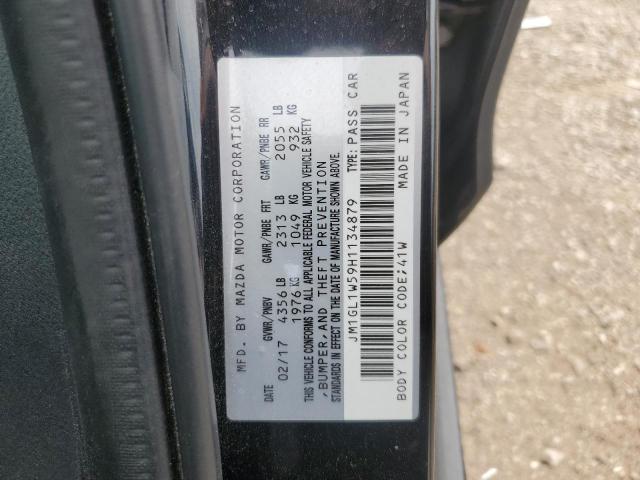 MFD. BY MAZDA MOTOR CORPORATION
DATE GVWR/PNBV GAWR/PNBE FRT GAWR/PNBE RR
02/17 4356 LB 2313 LB 2055 LB
1976 KG 1049 KG 932 KG
THIS VEHICLE CONFORMS TO ALL APPLICABLE FEDERAL MOTOR VEHICLE SAFETY
,BUMPER, AND THEFT PREVENTION
STANDARDS IN EFFECT ON THE DATE OF MANUFACTURE SHOWN ABOVE.
JM1GL1W59H1134879 TYPE: PASS CAR
BODY COLOR CODE;41W MADE IN JAPAN